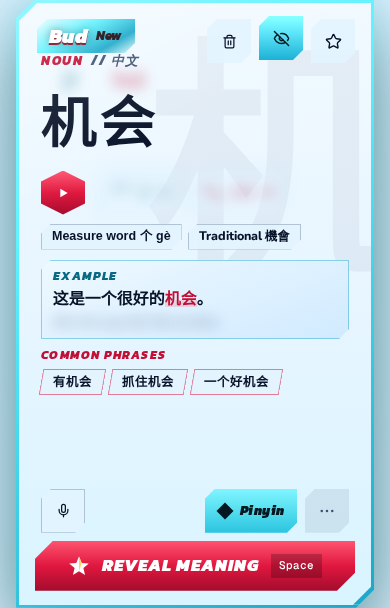 Bud New
NOUN // 中文
机会
Measure word 个 gè
Traditional 機會
EXAMPLE
这是一个很好的机会。
COMMON PHRASES
有机会
抓住机会
一个好机会
Pinyin
REVEAL MEANING Space